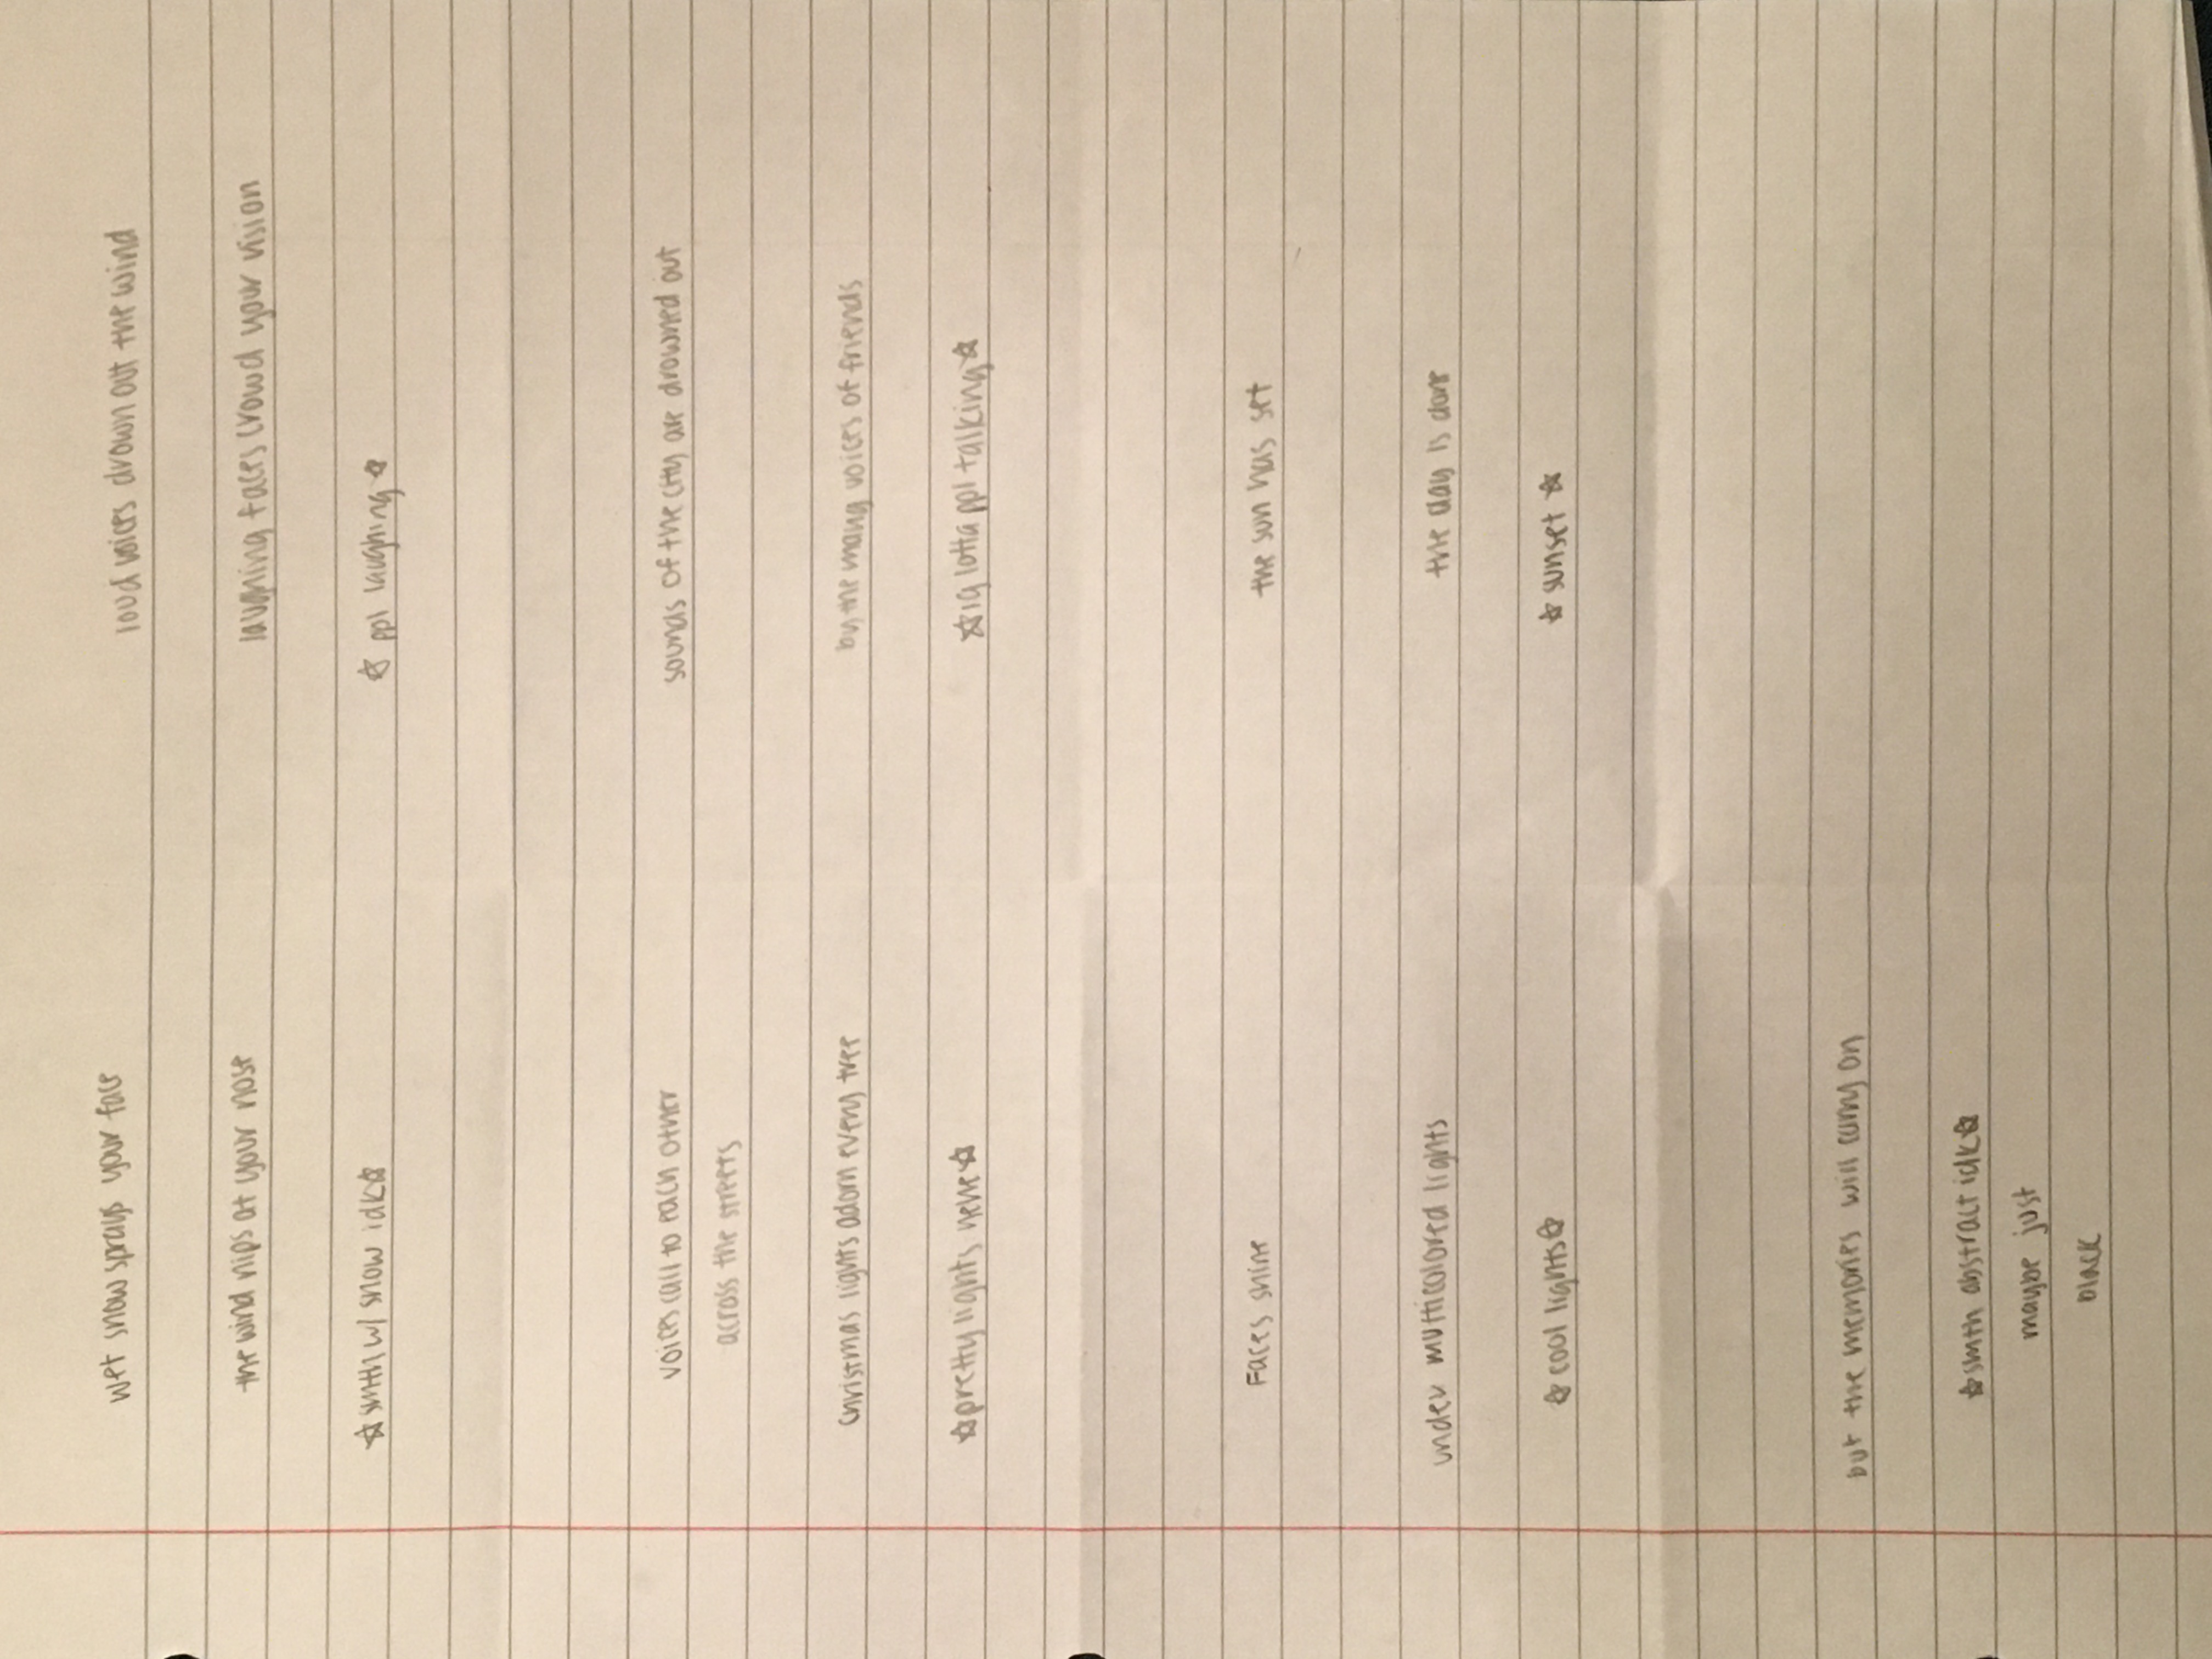 wet snow sprays your face
the wind nips at your nose
☆smth w/ snow idk☆
loud voices drown out the wind
laughing faces crowd your vision
☆ ppl laughing ☆
voices call to each other
across the streets
christmas lights adorn every tree
☆pretty lights hehe☆
sounds of the city are drowned out
by the many voices of friends
☆ig lotta ppl talking☆
Faces shine
under multicolored lights
☆cool lights☆
the sun has set
the day is done
☆ sunset ☆
but the memories will carry on
☆smth abstract idk☆
maybe just
black